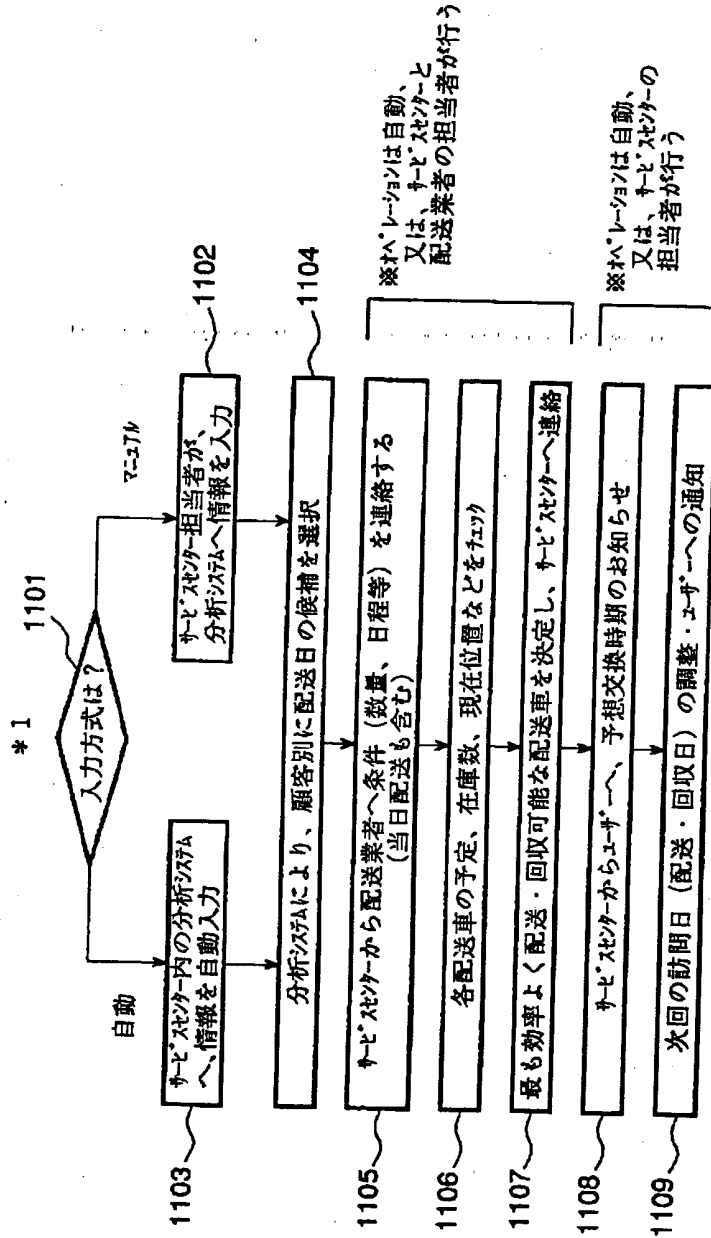 *1
1101
入力方式は？
自動
マニュアル
1103
サービスセンター内の分析システム
へ、情報を自動入力
1102
サービスセンター担当者が、
分析システムへ情報を入力
1104
分析システムにより、顧客別に配送日の候補を選択
1105
サービスセンターから配送業者へ条件（数量、日程等）を連絡する
（当日配送も含む）
1106
各配送車の予定、在庫数、現在位置などをチェック
1107
最も効率よく配送・回収可能な配送車を決定し、サービスセンターへ連絡
※オペレーションは自動、
又は、サービスセンターと
配送業者の担当者が行う
1108
サービスセンターからユーザーへ、予想交換時期のお知らせ
1109
次回の訪問日（配送・回収日）の調整・ユーザーへの通知
※オペレーションは自動、
又は、サービスセンターの
担当者が行う